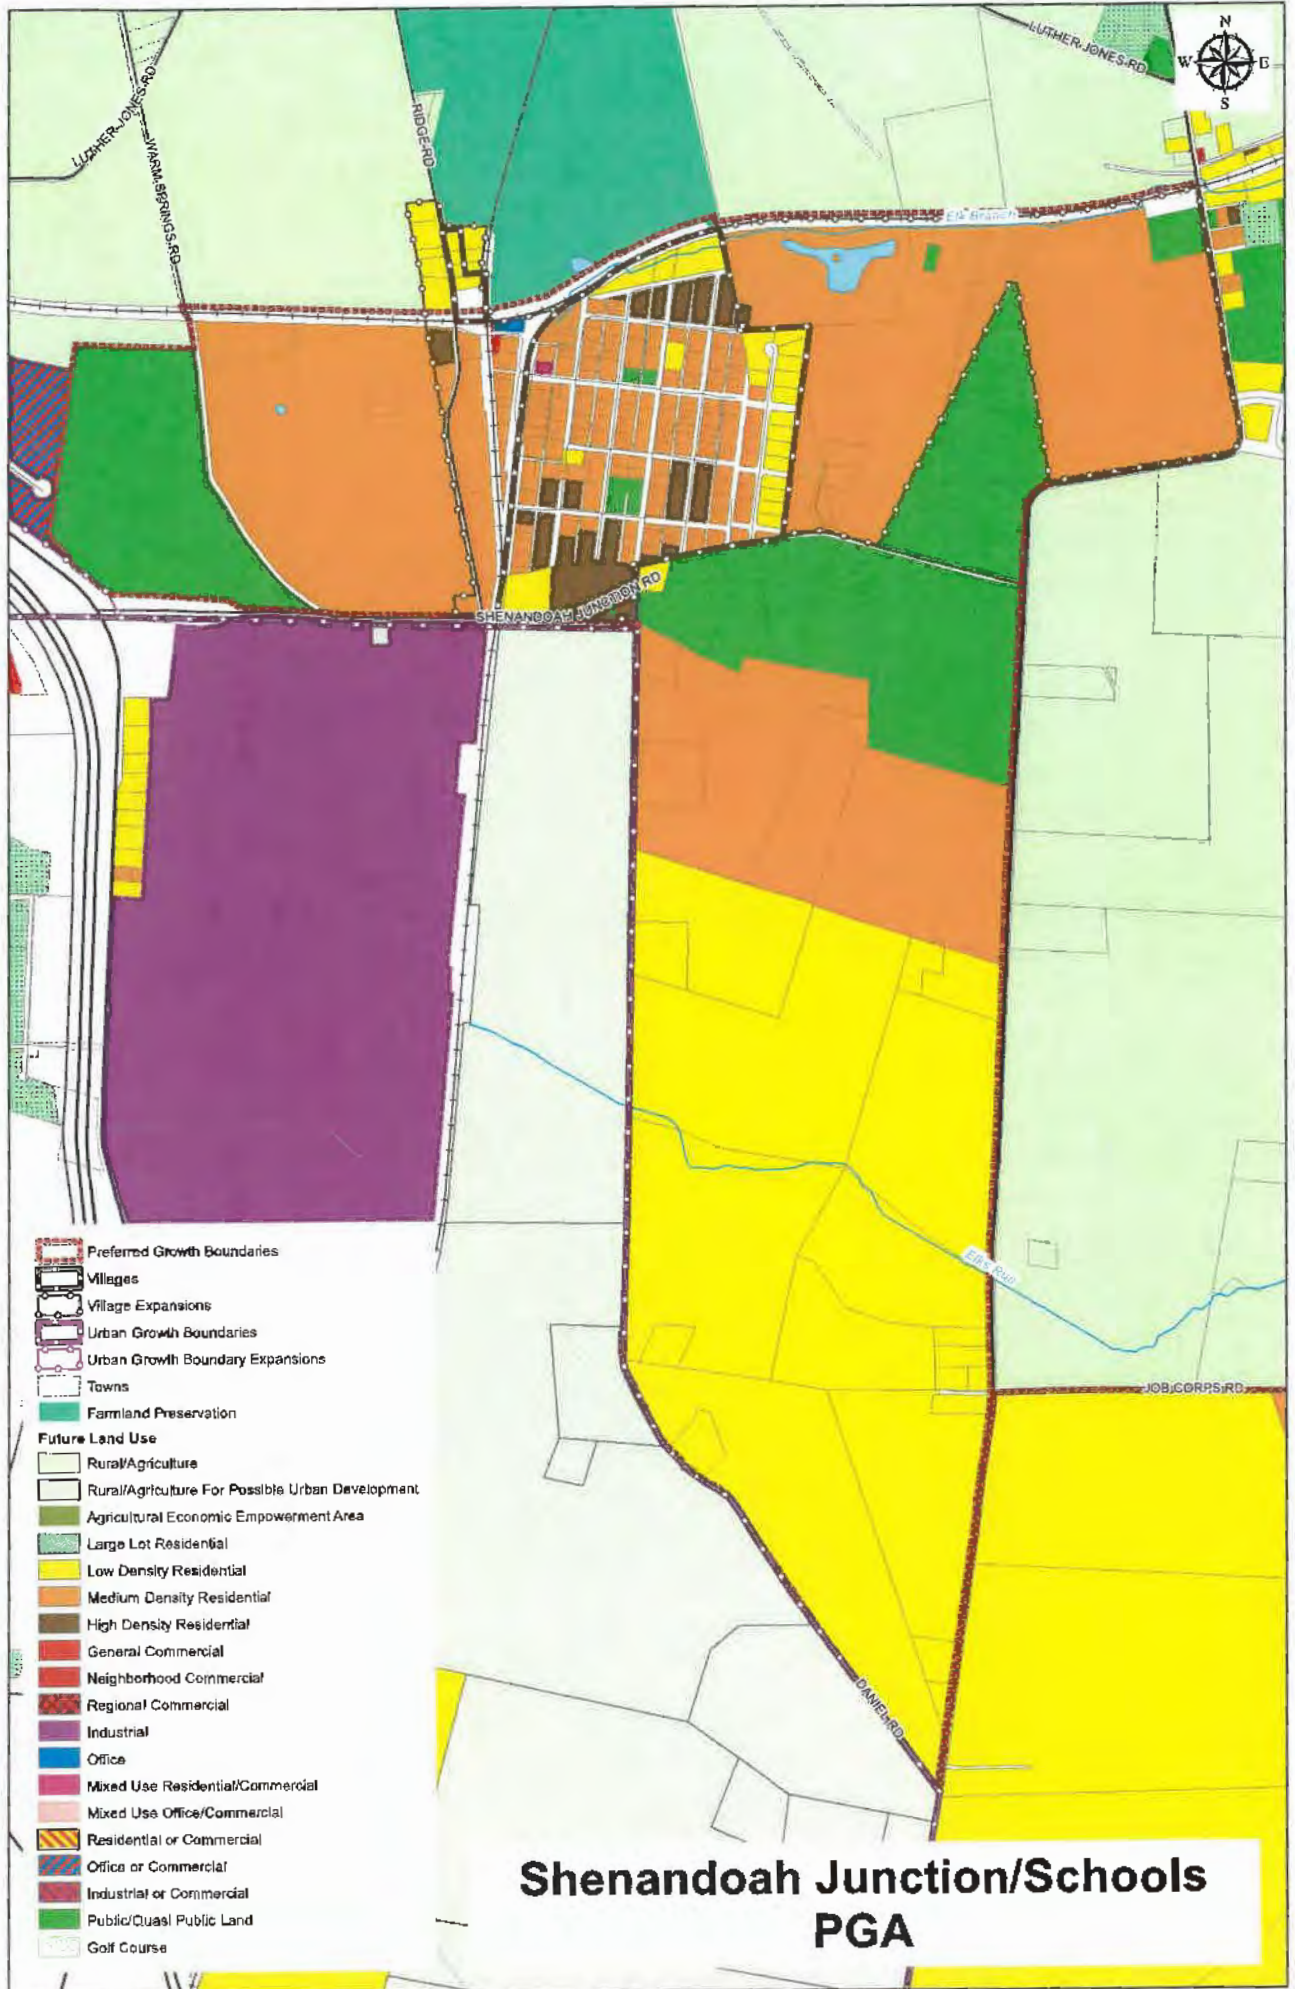 LUTHER JONES RD
N
W E
S
LUTHER JONES RD
WARM SPRINGS RD
RIDGE RD
Elk Branch
SHENANDOAH JUNCTION RD
Elks Run
JOB CORPS RD
DANIEL RD
Preferred Growth Boundaries
Villages
Village Expansions
Urban Growth Boundaries
Urban Growth Boundary Expansions
Towns
Farmland Preservation
Future Land Use
Rural/Agriculture
Rural/Agriculture For Possible Urban Development
Agricultural Economic Empowerment Area
Large Lot Residential
Low Density Residential
Medium Density Residential
High Density Residential
General Commercial
Neighborhood Commercial
Regional Commercial
Industrial
Office
Mixed Use Residential/Commercial
Mixed Use Office/Commercial
Residential or Commercial
Office or Commercial
Industrial or Commercial
Public/Quasi Public Land
Golf Course
Shenandoah Junction/Schools
PGA